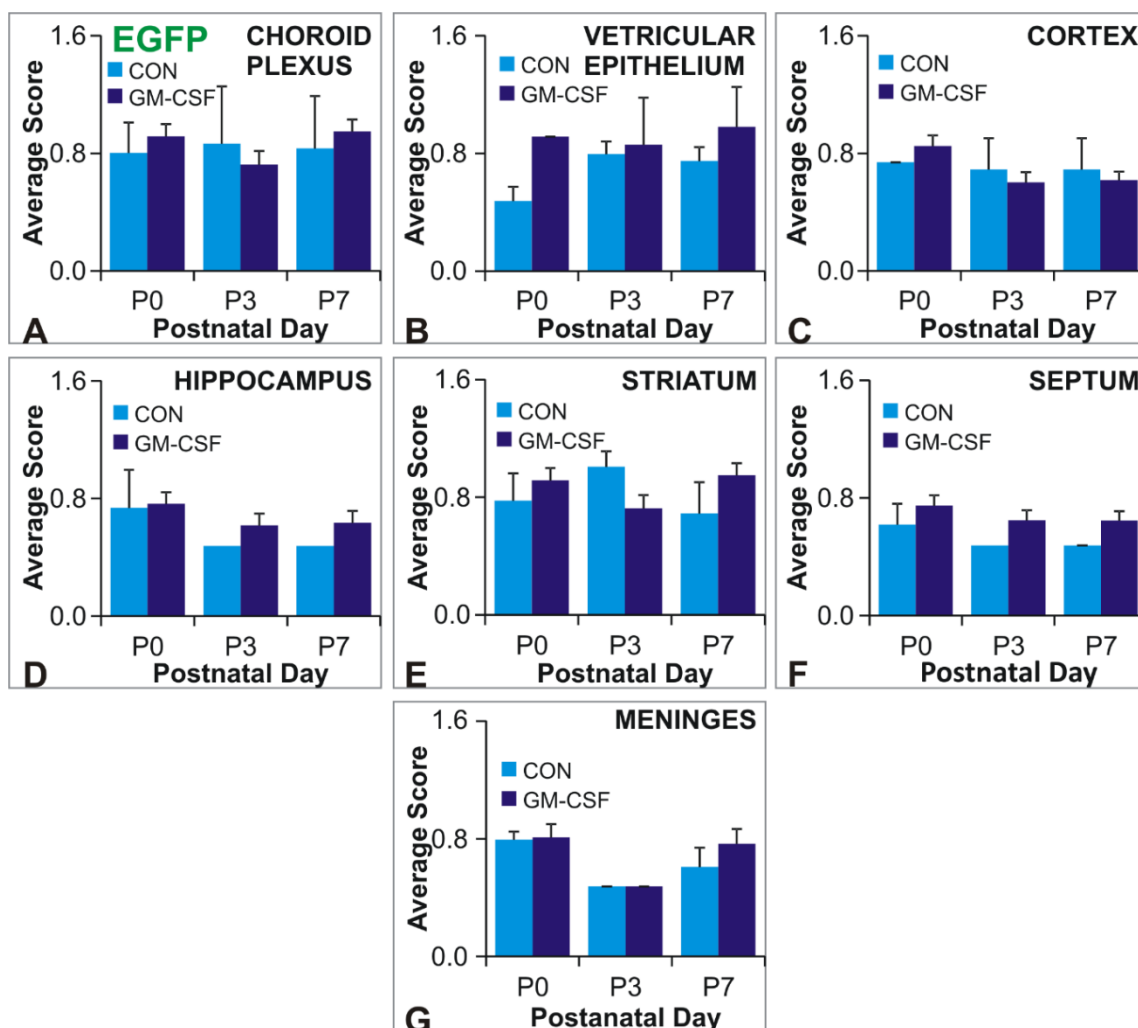 EGFP
CHOROID
PLEXUS
CON
GM-CSF
1.6
0.8
0.0
Average Score
P0 P3 P7
Postnatal Day
A
VETRICULAR
EPITHELIUM
CON
GM-CSF
1.6
0.8
0.0
Average Score
P0 P3 P7
Postnatal Day
B
CORTEX
CON
GM-CSF
1.6
0.8
0.0
Average Score
P0 P3 P7
Postnatal Day
C
HIPPOCAMPUS
CON
GM-CSF
1.6
0.8
0.0
Average Score
P0 P3 P7
Postnatal Day
D
STRIATUM
CON
GM-CSF
1.6
0.8
0.0
Average Score
P0 P3 P7
Postnatal Day
E
SEPTUM
CON
GM-CSF
1.6
0.8
0.0
Average Score
P0 P3 P7
Postnatal Day
F
MENINGES
CON
GM-CSF
1.6
0.8
0.0
Average Score
P0 P3 P7
Postanatal Day
G